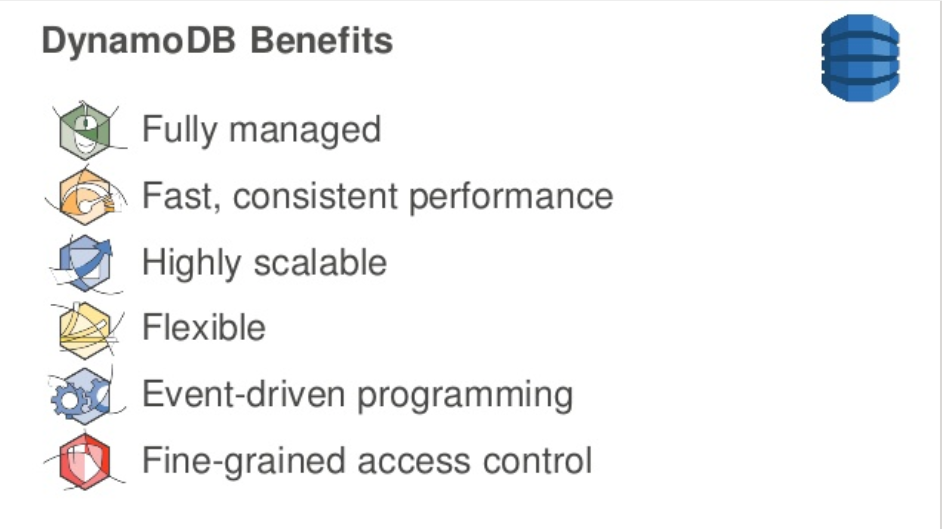 DynamoDB Benefits
Fully managed
Fast, consistent performance
Highly scalable
Flexible
Event-driven programming
Fine-grained access control